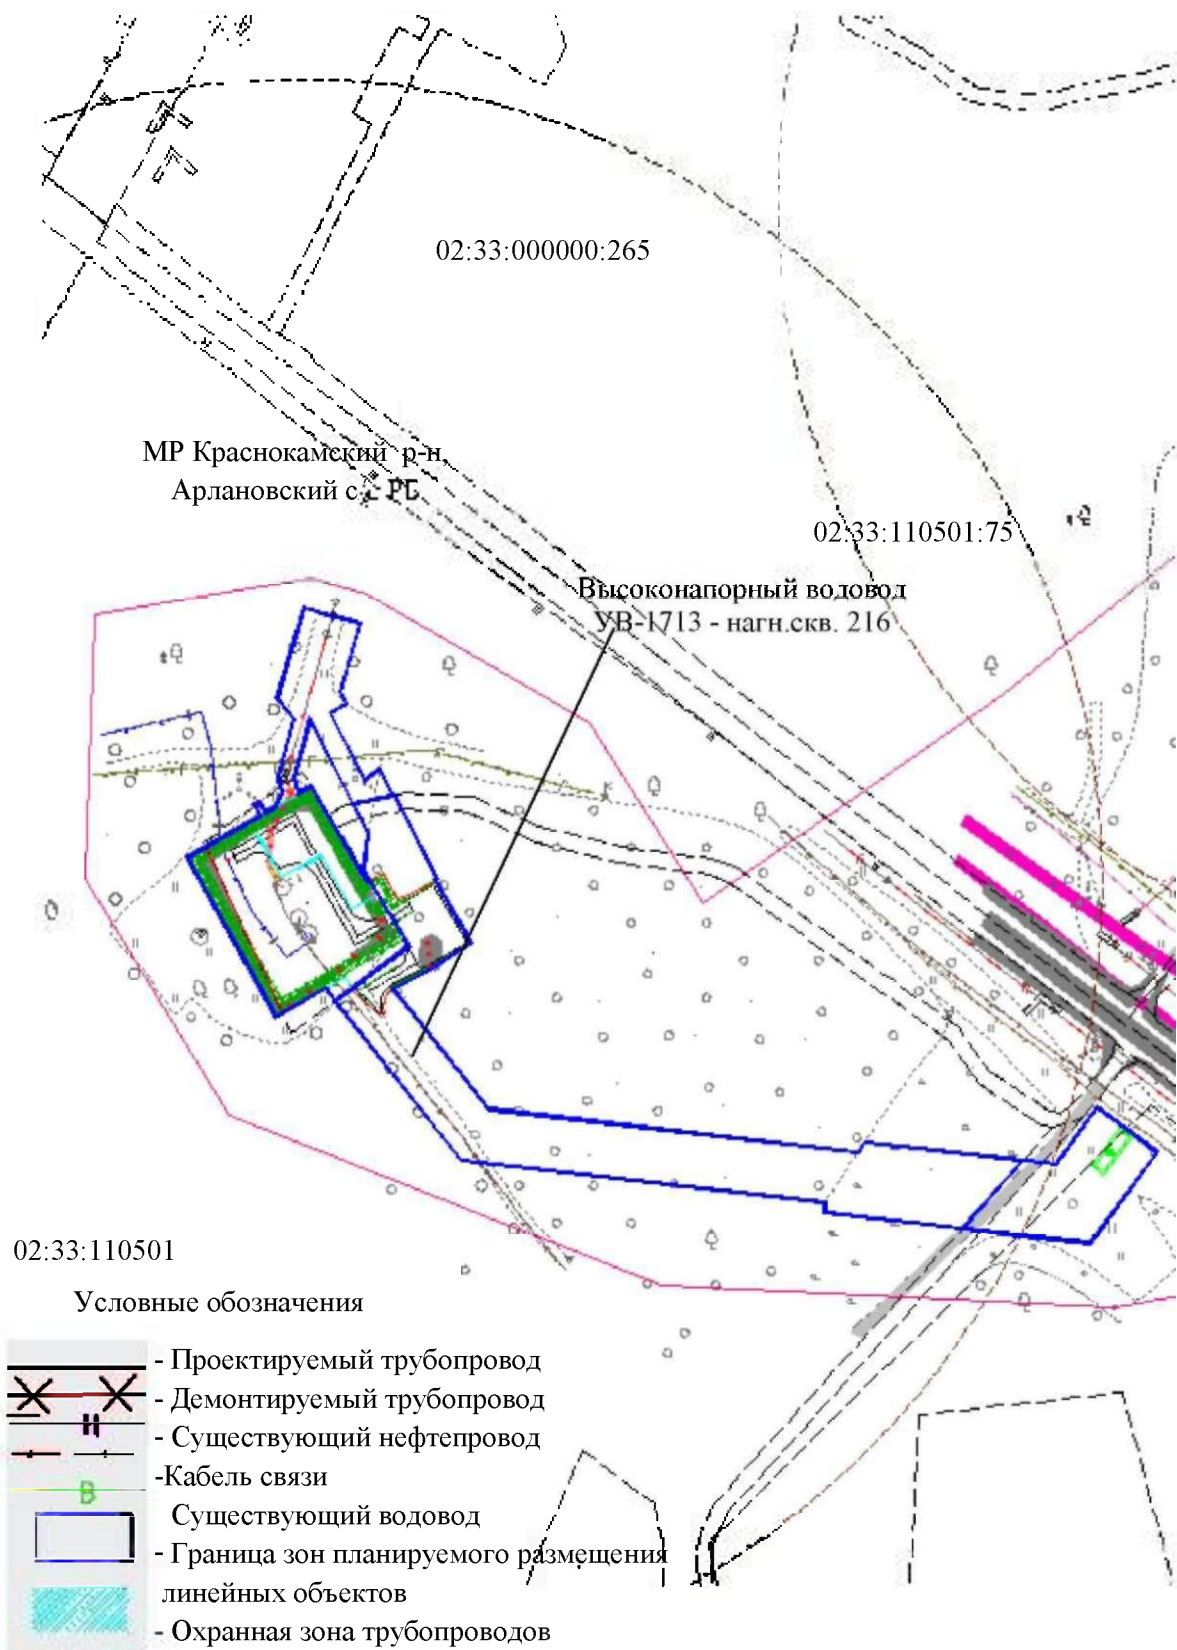 02:33:000000:265
МР Краснокамский р-н,
Арлановский с
РБ
02:33:110501:75
Высоконапорный водовод
УВ-1713 - нагн.скв. 216
02:33:110501
Условные обозначения
- Проектируемый трубопровод
- Демонтируемый трубопровод
Н
- Существующий нефтепровод
-Кабель связи
В
Существующий водовод
- Граница зон планируемого размещения
линейных объектов
- Охранная зона трубопроводов